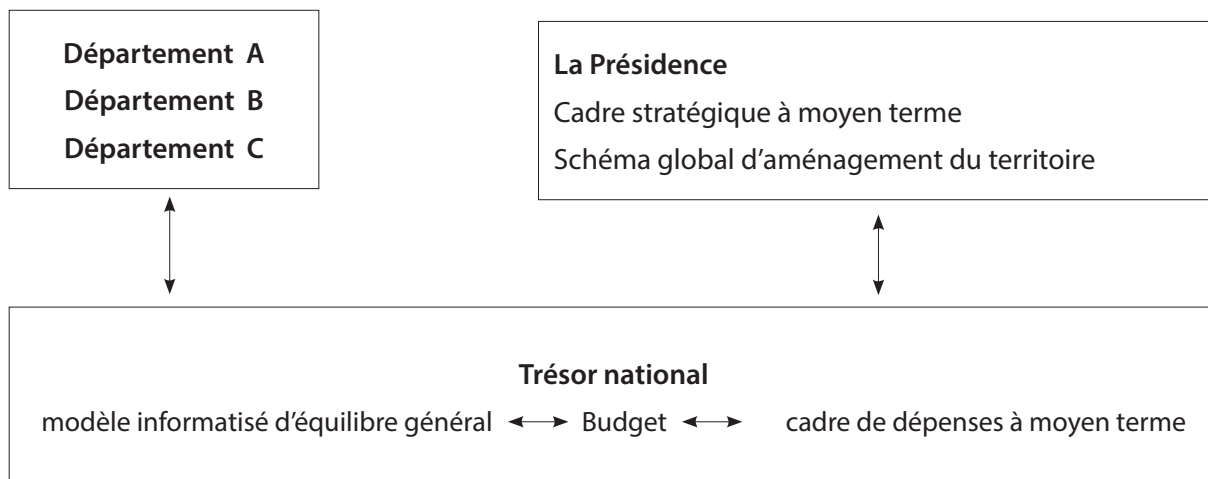 Département A
Département B
Département C
La Présidence
Cadre stratégique à moyen terme
Schéma global d’aménagement du territoire
Trésor national
modèle informatisé d’équilibre général
Budget
cadre de dépenses à moyen terme